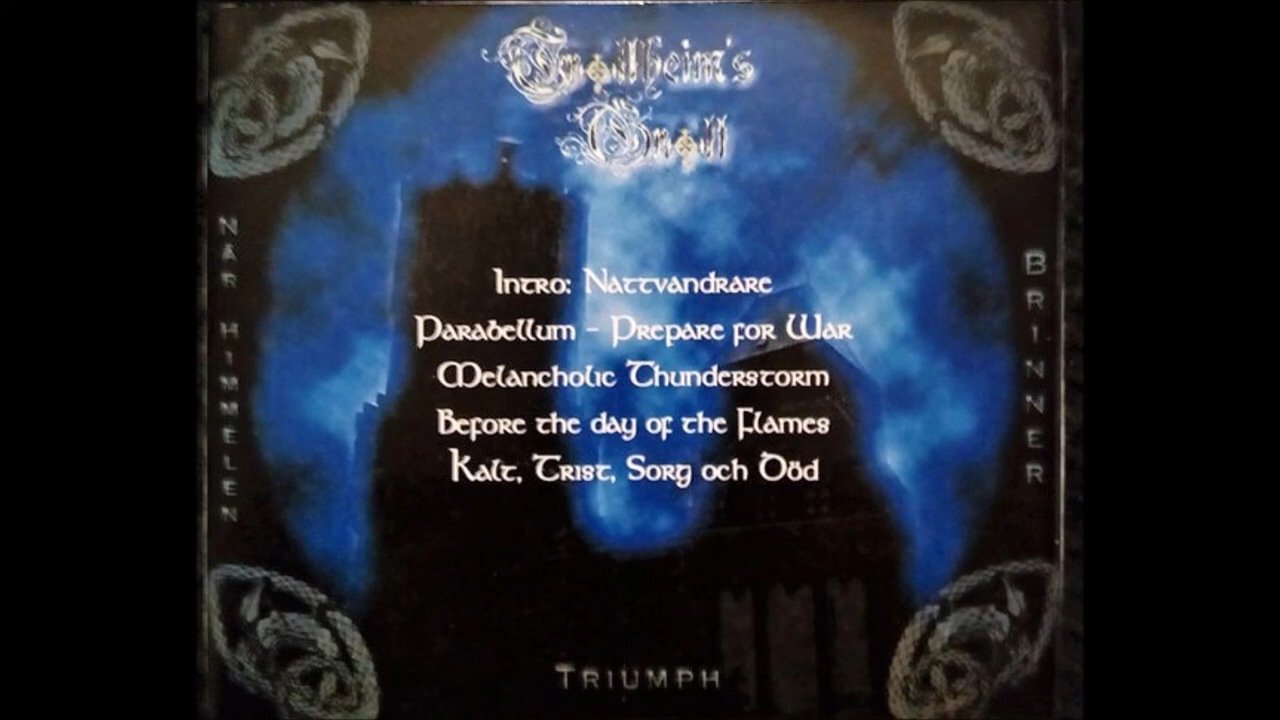 Trollheim's
Groll
NÄR HIMMELEN
BRINNER
Intro: Nattvandrare
Parabellum - Prepare for War
Melancholic Thunderstorm
Before the day of the Flames
Kalt, Trist, Sorg och Död
TRIUMPH